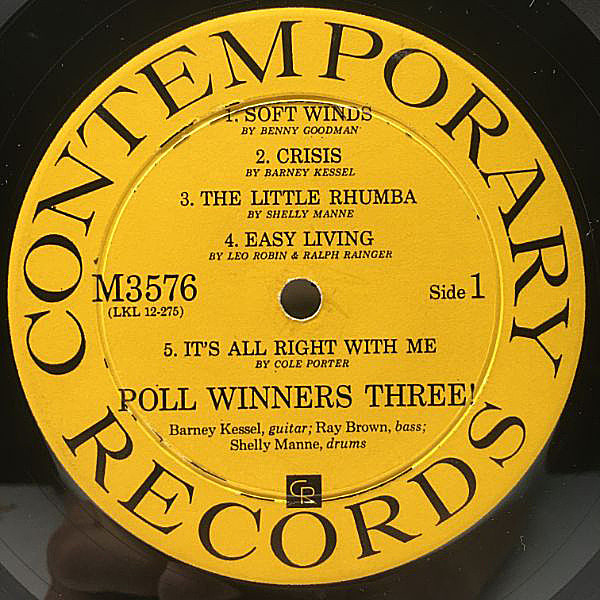 CONTEMPORARY
1. SOFT WINDS
BY BENNY GOODMAN
2. CRISIS
BY BARNEY KESSEL
3. THE LITTLE RHUMBA
BY SHELLY MANNE
4. EASY LIVING
BY LEO ROBIN & RALPH RAINGER
M3576
(LKL 12-275)
Side 1
5. IT'S ALL RIGHT WITH ME
BY COLE PORTER
POLL WINNERS THREE!
Barney Kessel, guitar; Ray Brown, bass;
Shelly Manne, drums
CR
RECORDS